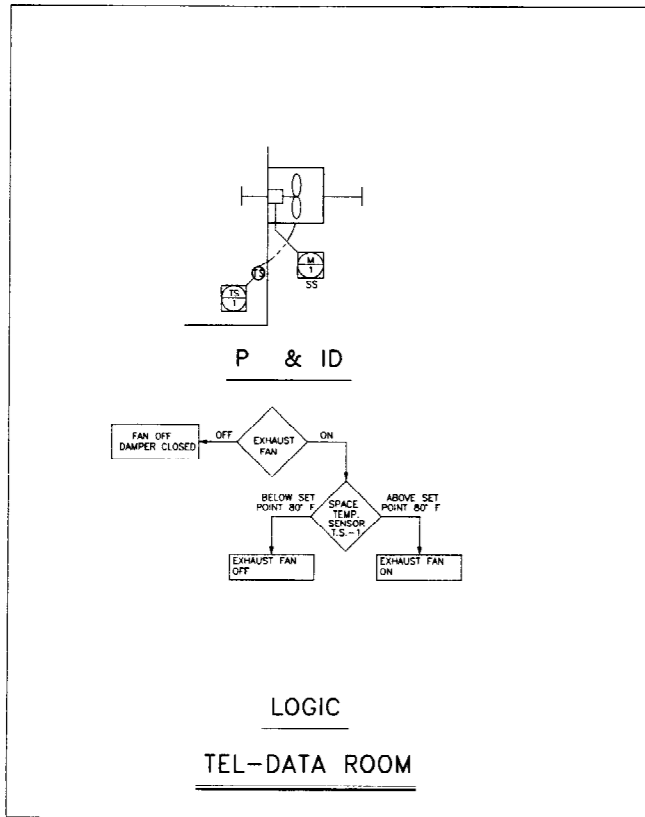 M
1
SS
TS
TS
1
P & ID
FAN OFF
DAMPER CLOSED
OFF
EXHAUST
FAN
ON
BELOW SET
POINT 80° F
SPACE
TEMP.
SENSOR
T.S.-1
ABOVE SET
POINT 80° F
EXHAUST FAN
OFF
EXHAUST FAN
ON
LOGIC
TEL-DATA ROOM